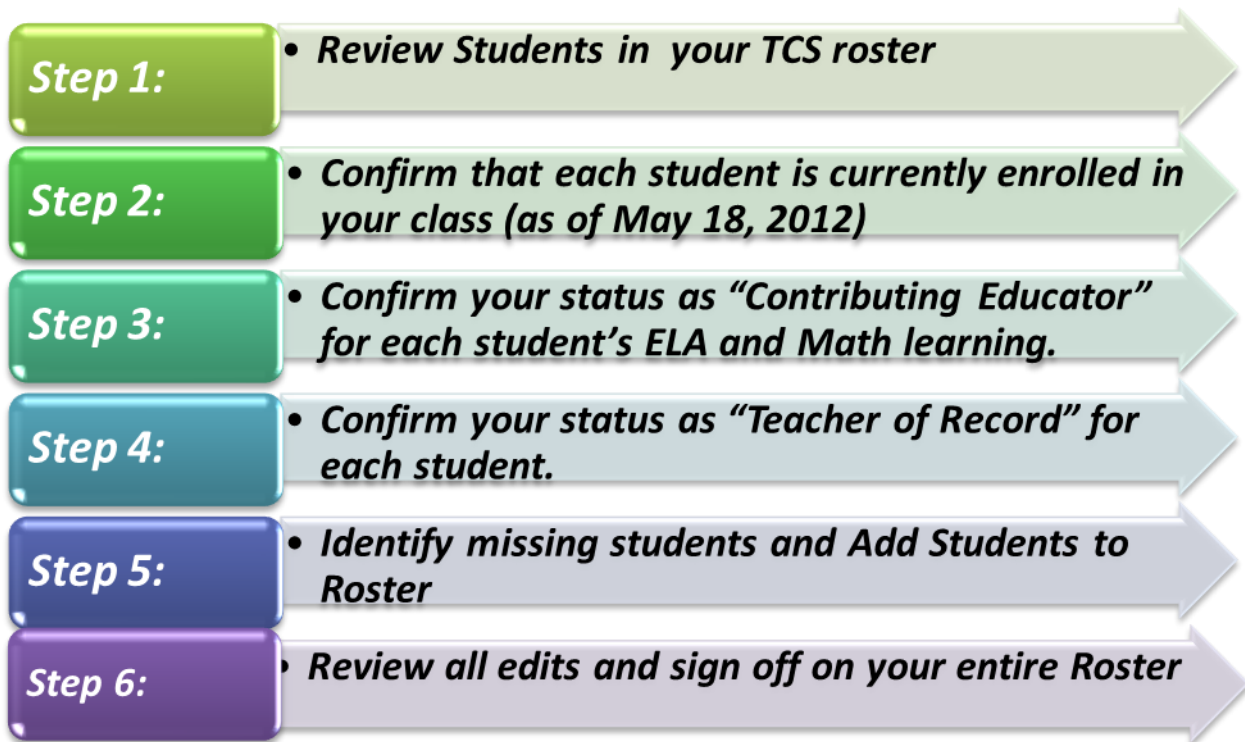 Step 1:
• Review Students in your TCS roster
Step 2:
• Confirm that each student is currently enrolled in
your class (as of May 18, 2012)
Step 3:
• Confirm your status as “Contributing Educator”
for each student’s ELA and Math learning.
Step 4:
• Confirm your status as “Teacher of Record” for
each student.
Step 5:
• Identify missing students and Add Students to
Roster
Step 6:
• Review all edits and sign off on your entire Roster